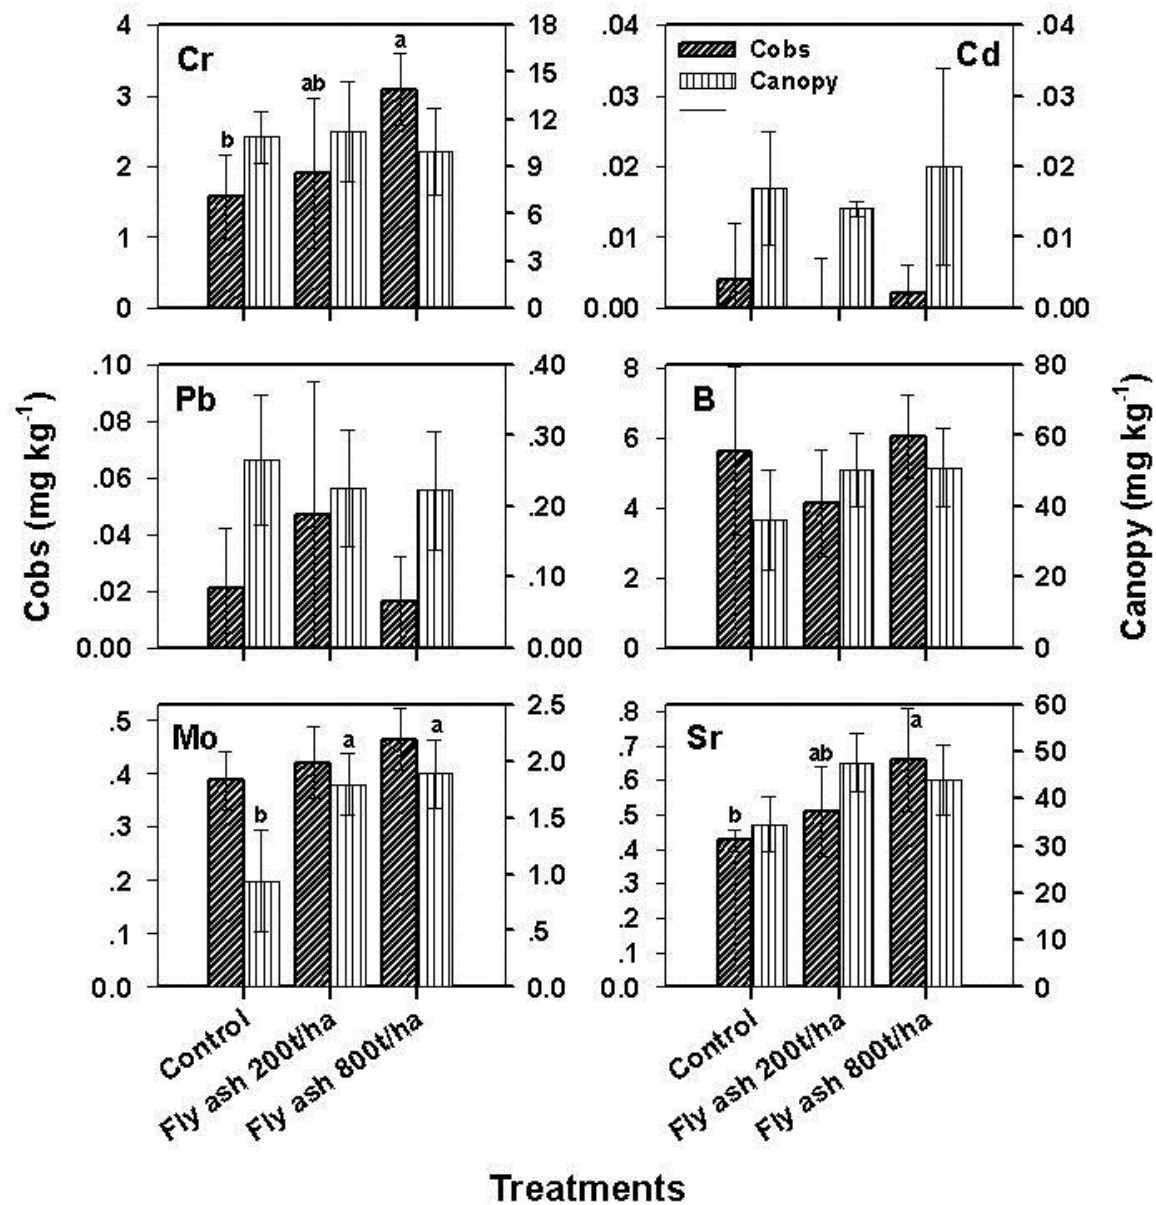 4 18 .04 .04
Cr a Cobs Cd
15 Canopy
3 ab .03 .03
12
b
2 9 .02 .02
6
1 .01 .01
3
0 0 0.00 0.00
.10 .40 8 80
Pb B
.08
.30 6 60
.06
.20 4 40
.04
.10 2 20
.02
0.00 0.00 0 0
Cobs (mg kg-1)
Canopy (mg kg-1)
2.5 .8 60
.5 Mo a a Sr a
.7 50
2.0 ab
.4 .6
b b 40
1.5 .5
.3
.4 30
1.0
.2 .3
20
.2
.1 .5
.1 10
0.0 0.0 0.0 0
Control Control
Fly ash 200t/ha Fly ash 200t/ha
Fly ash 800t/ha Fly ash 800t/ha
Treatments